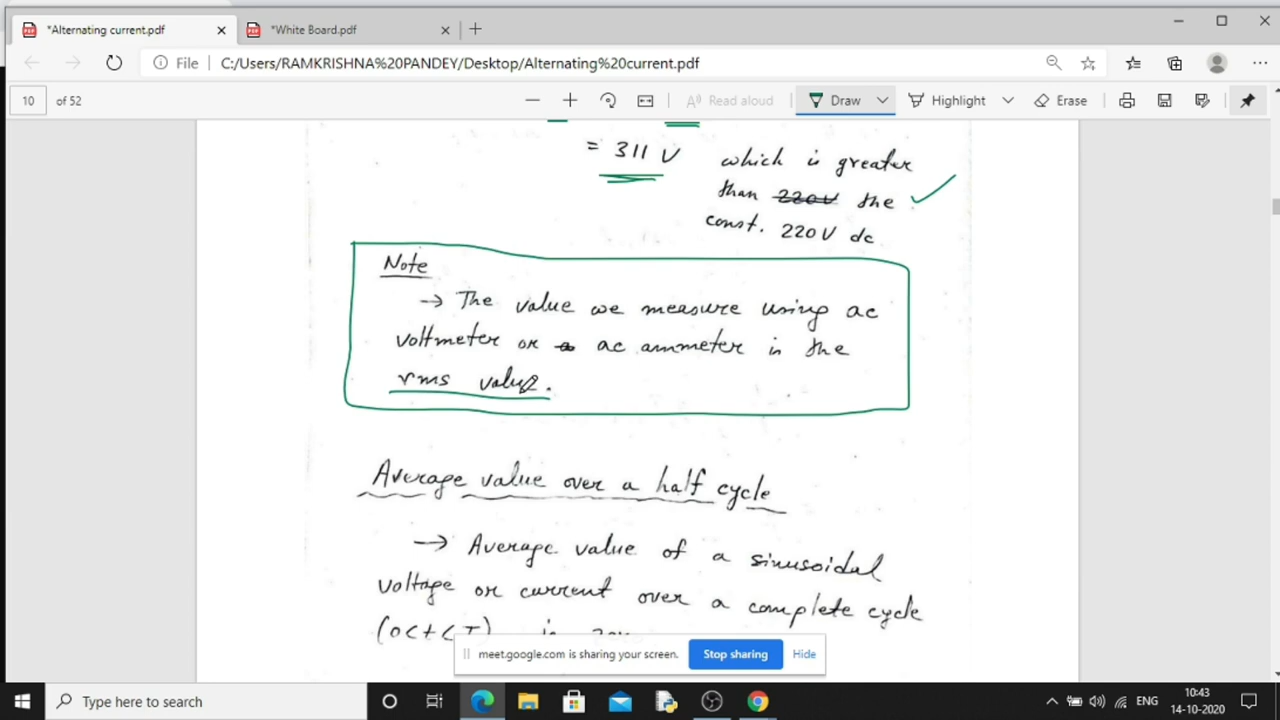 *Alternating current.pdf
*White Board.pdf
File
C:/Users/RAMKRISHNA%20PANDEY/Desktop/Alternating%20current.pdf
10 of 52
Read aloud
Draw
Highlight
Erase
= 311 V which is greater
than 220V the
const. 220V dc
Note
→ The value we measure using ac
voltmeter or a ac ammeter is the
rms value.
Average value over a half cycle
→ Average value of a sinusoidal
voltage or current over a complete cycle
(0<t<T) is
meet.google.com is sharing your screen.
Stop sharing
Hide
Type here to search
ENG
10:43
14-10-2020